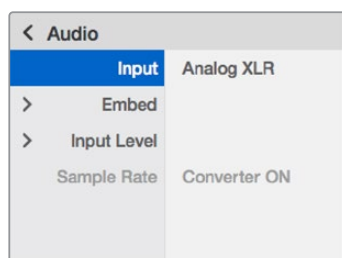 < Audio
Input Analog XLR
> Embed
> Input Level
Sample Rate Converter ON